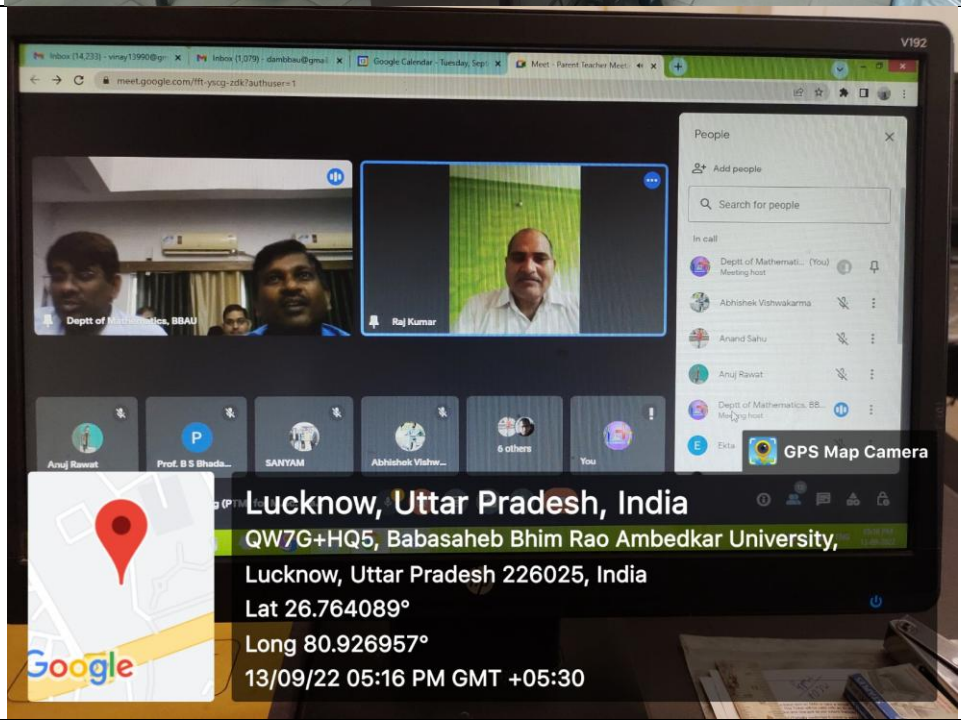 V192
Inbox (14,233) - vinay13990@gm
Inbox (1,079) - dambbau@gmail
Google Calendar - Tuesday, Sept
Meet - Parent Teacher Meet
meet.google.com/fft-yscg-zdk?authuser=1
People
Add people
Search for people
In call
Deptt of Mathemati... (You)
Meeting host
Abhishek Vishwakarma
Anand Sahu
Anuj Rawat
Deptt of Mathematics, BB...
Meeting host
E
Ekta
Deptt of Mathematics, BBAU
Raj Kumar
Anuj Rawat
P
Prof. B S Bhada...
SANYAM
Abhishek Vishw...
6 others
You
GPS Map Camera
Lucknow, Uttar Pradesh, India
QW7G+HQ5, Babasaheb Bhim Rao Ambedkar University,
Lucknow, Uttar Pradesh 226025, India
Lat 26.764089°
Long 80.926957°
13/09/22 05:16 PM GMT +05:30
Google